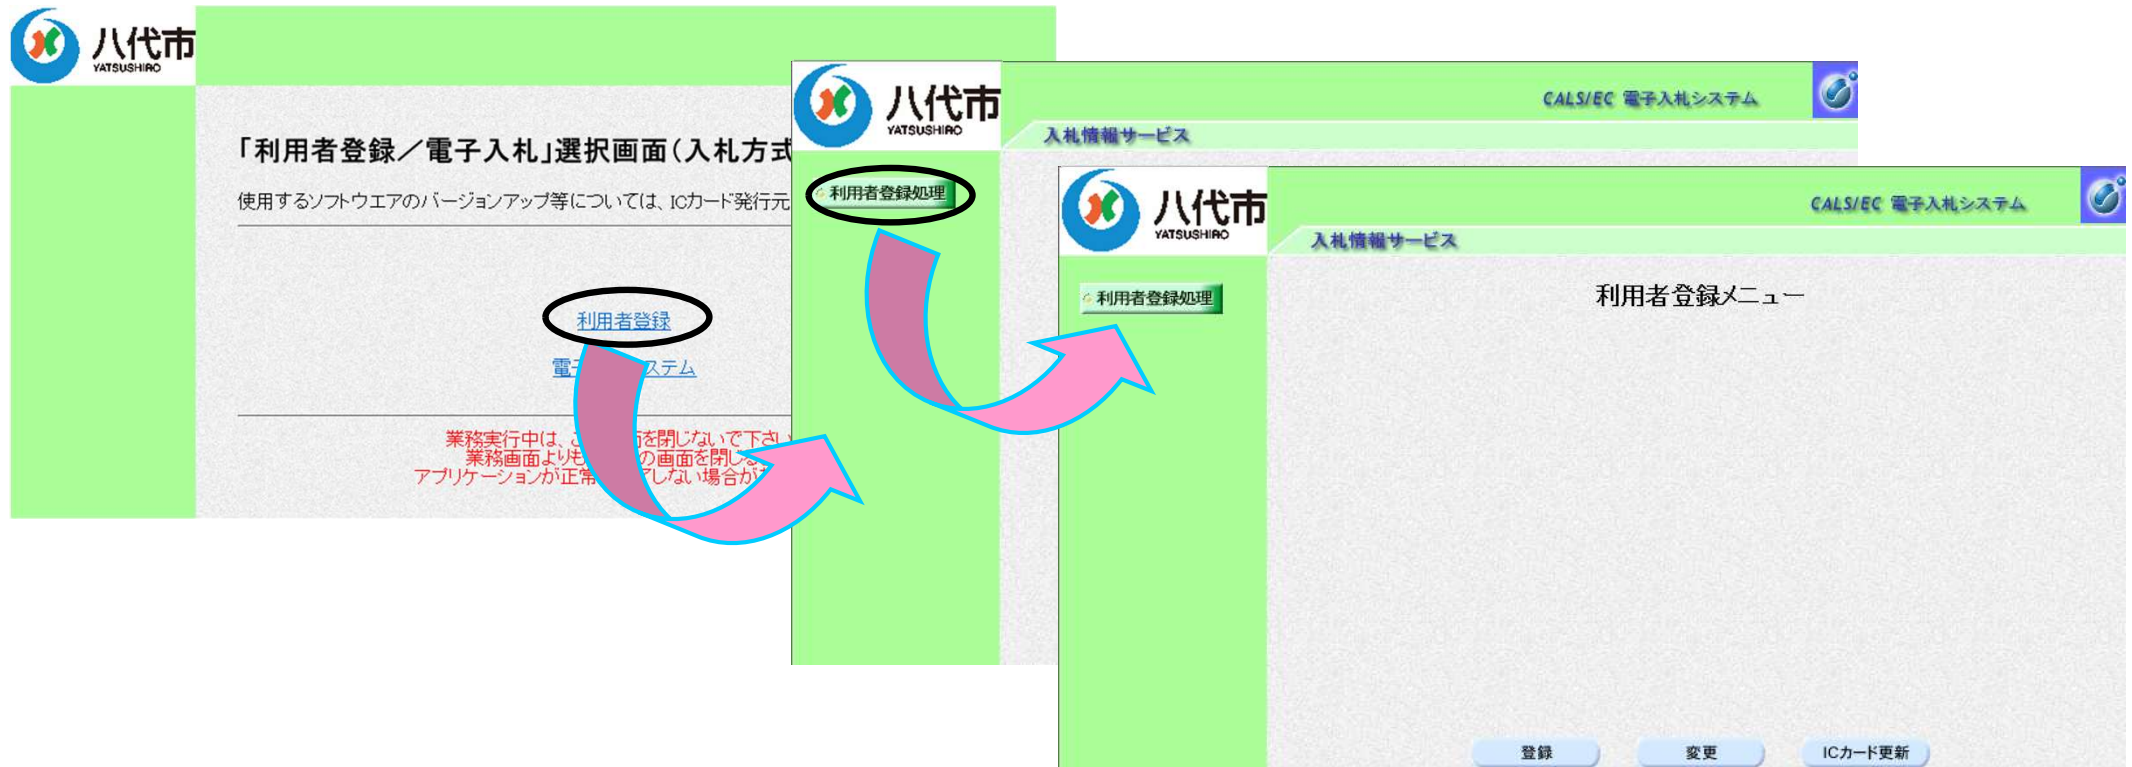 八代市
YATSUSHIRO
「利用者登録／電子入札」選択画面（入札方式
使用するソフトウエアのバージョンアップ等については、ICカード発行元
利用者登録
電 ステム
業務実行中は、 を閉じないで下さい
業務画面よりも の画面を閉じ
アプリケーションが正常 しない場合が
八代市
YATSUSHIRO
CALS/EC 電子入札システム
入札情報サービス
利用者登録処理
八代市
YATSUSHIRO
CALS/EC 電子入札システム
入札情報サービス
利用者登録処理
利用者登録メニュー
登録
変更
ICカード更新